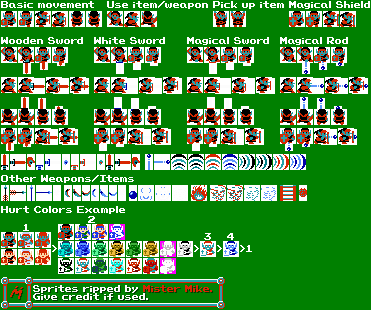 Basic movement Use item/weapon Pick up item Magical Shield
Wooden Sword White Sword Magical Sword Magical Rod
Other Weapons/Items
Hurt Colors Example
1 2 3 4
>1
Sprites ripped by Mister Mike.
Give credit if used.